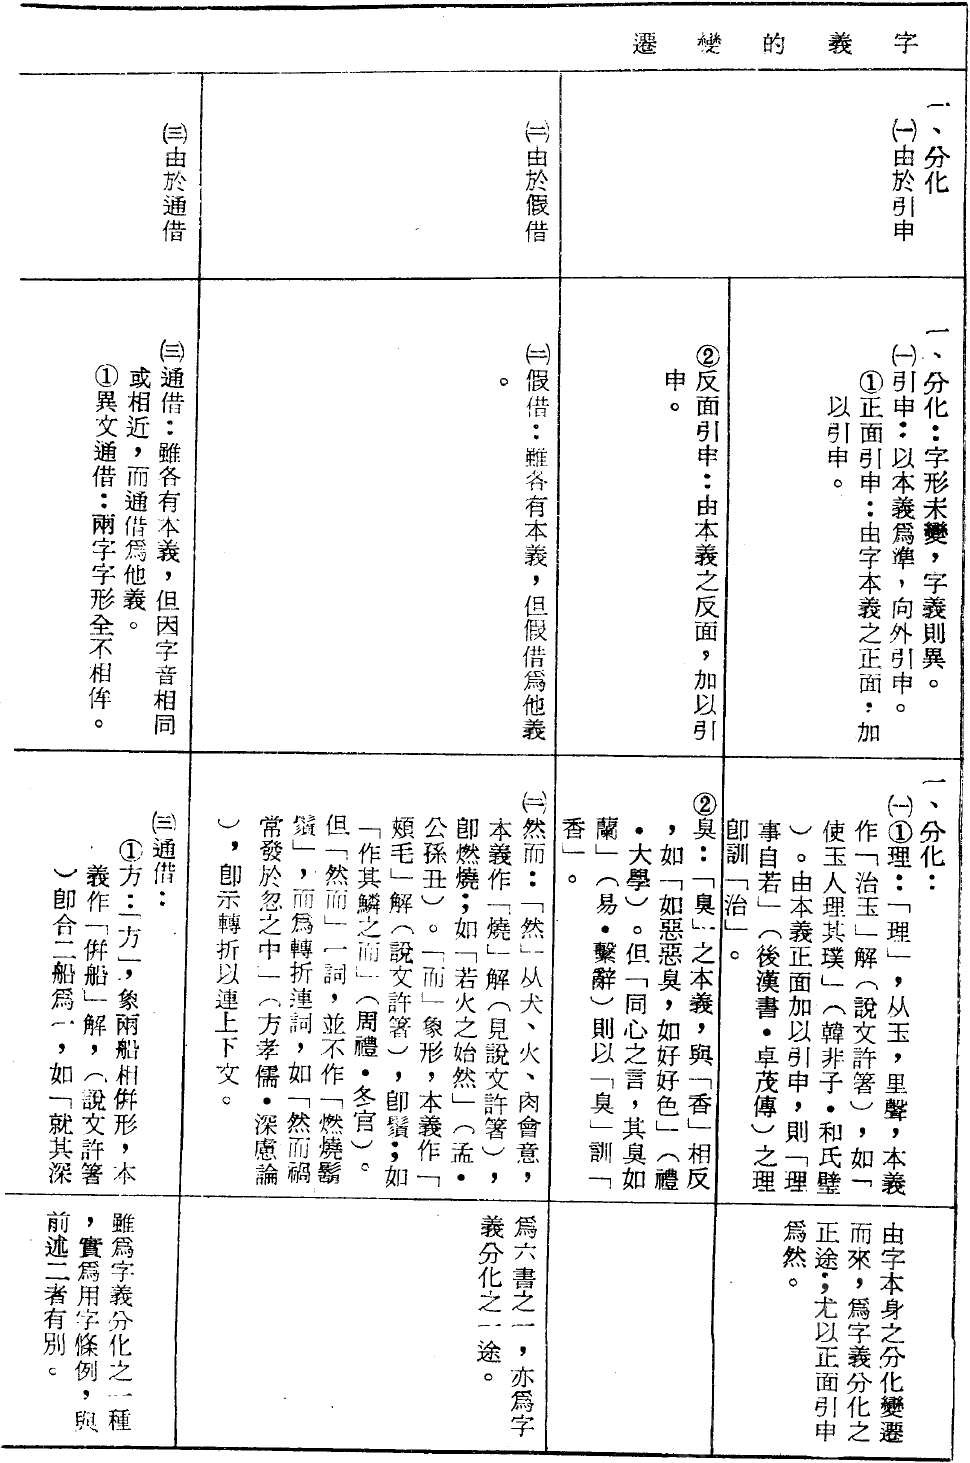 字義的變遷
一、分化
㈠由於引申
㈡由於假借
㈢由於通借
一、分化：字形未變，字義則異。
㈠引申：以本義爲準，向外引申。
①正面引申：由字本義之正面，加
以引申。
②反面引申：由本義之反面，加以引
申。
㈡假借：雖各有本義，但假借爲他義
。
㈢通借：雖各有本義，但因字音相同
或相近，而通借爲他義。
①異文通借：兩字字形全不相侔。
一、分化：
㈠①理：「理」，从玉，里聲，本義
作「治玉」解（說文許箸），如「
使玉人理其璞」（韓非子•和氏璧
）。由本義正面加以引申，則「理
事自若」（後漢書•卓茂傳）之理
卽訓「治」。
②臭：「臭」之本義，與「香」相反
，如「如惡惡臭，如好好色」（禮
•大學）。但「同心之言，其臭如
蘭」（易•繫辭）則以「臭」訓「
香」。
㈡然而：「然」从犬、火、肉會意，
本義作「燒」解（見說文許箸），
卽燃燒；如「若火之始然」（孟•
公孫丑）。「而」象形，本義作「
頰毛」解（說文許箸），卽鬚；如
「作其鱗之而」（周禮•冬官）。
但「然而」一詞，並不作「燃燒鬍
鬚」，而爲轉折連詞，如「然而禍
常發於忽之中」（方孝儒•深慮論
），卽示轉折以連上下文。
㈢通借：
①方：「方」，象兩船相併形，本
義作「併船」解，（說文許箸
）卽合二船爲一，如「就其深
由字本身之分化變遷
而來，爲字義分化之
正途；尤以正面引申
爲然。
爲六書之一，亦爲字
義分化之一途。
雖爲字義分化之一種
，實爲用字條例，與
前述二者有別。